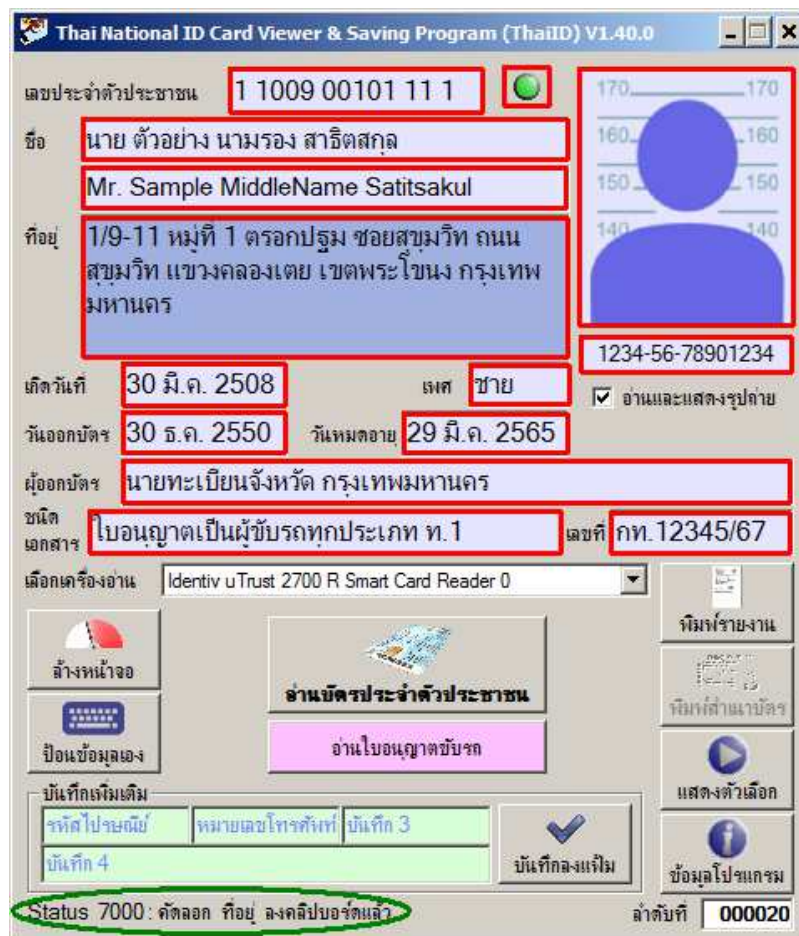 Thai National ID Card Viewer & Saving Program (ThaiID) V1.40.0
เลขประจำตัวประชาชน 1 1009 00101 11 1
ชื่อ นาย ตัวอย่าง นามรอง สาธิตสกุล
Mr. Sample MiddleName Satitsakul
170 170
160 160
150 150
140 140
ที่อยู่ 1/9-11 หมู่ที่ 1 ตรอกปฐม ซอยสุขุมวิท ถนน
สุขุมวิท แขวงคลองเตย เขตพระโขนง กรุงเทพ
มหานคร
1234-56-78901234
เกิดวันที่ 30 มี.ค. 2508 เพศ ชาย
อ่านและแสดงรูปถ่าย
วันออกบัตร 30 ธ.ค. 2550 วันหมดอายุ 29 มี.ค. 2565
ผู้ออกบัตร นายทะเบียนจังหวัด กรุงเทพมหานคร
ชนิด
เอกสาร ใบอนุญาตเป็นผู้ขับรถทุกประเภท ท.1 เลขที่ กท.12345/67
เลือกเครื่องอ่าน Identiv uTrust 2700 R Smart Card Reader 0
พิมพ์รายงาน
ล้างหน้าจอ
อ่านบัตรประจำตัวประชาชน
พิมพ์สำเนาบัตร
ป้อนข้อมูลเอง
อ่านใบอนุญาตขับรถ
แสดงตัวเลือก
บันทึกเพิ่มเติม
รหัสไปรษณีย์ หมายเลขโทรศัพท์ บันทึก 3
บันทึก 4
บันทึกลงแฟ้ม
ข้อมูลโปรแกรม
Status 7000: คัดลอก ที่อยู่ ลงคลิปบอร์ดแล้ว ลำดับที่ 000020